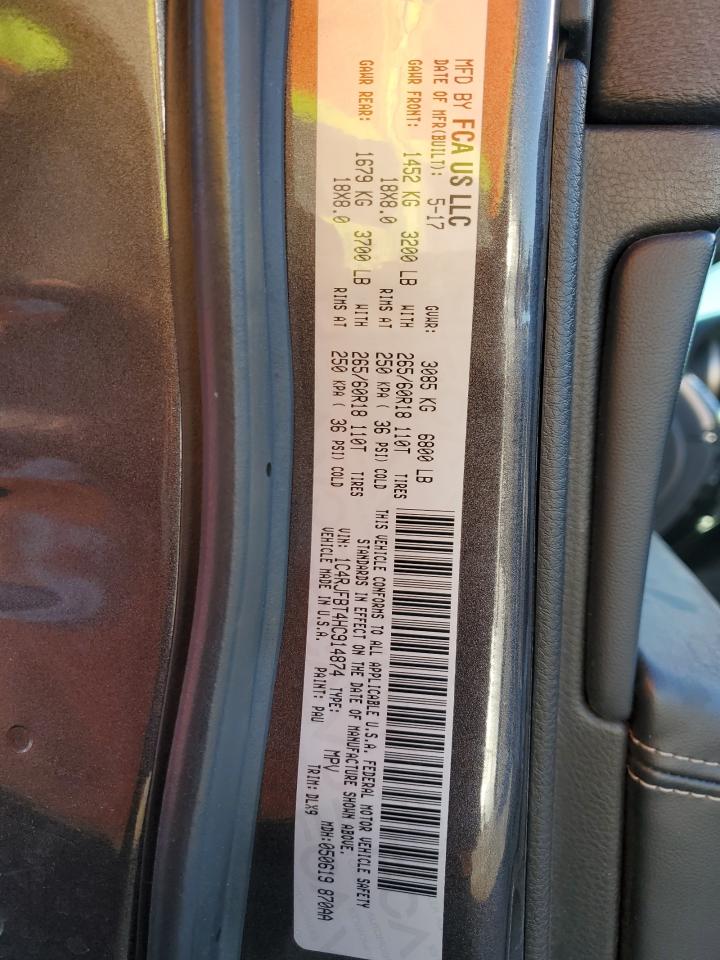 MFD BY FCA US LLC
DATE OF MFR(BUILT): 5-17 GVWR: 3085 KG 6800 LB
GAWR FRONT: 1452 KG 3200 LB WITH 265/60R18 110T TIRES
18X8.0 RIMS AT 250 KPA ( 36 PSI) COLD
GAWR REAR: 1679 KG 3700 LB WITH 265/60R18 110T TIRES
18X8.0 RIMS AT 250 KPA ( 36 PSI) COLD
THIS VEHICLE CONFORMS TO ALL APPLICABLE U.S.A. FEDERAL MOTOR VEHICLE SAFETY
STANDARDS IN EFFECT ON THE DATE OF MANUFACTURE SHOWN ABOVE.
VIN: 1C4RJFBT4HC914874 TYPE: MPV MDH:050619 870AA
VEHICLE MADE IN U.S.A. PAINT: PAU TRIM: DLX9